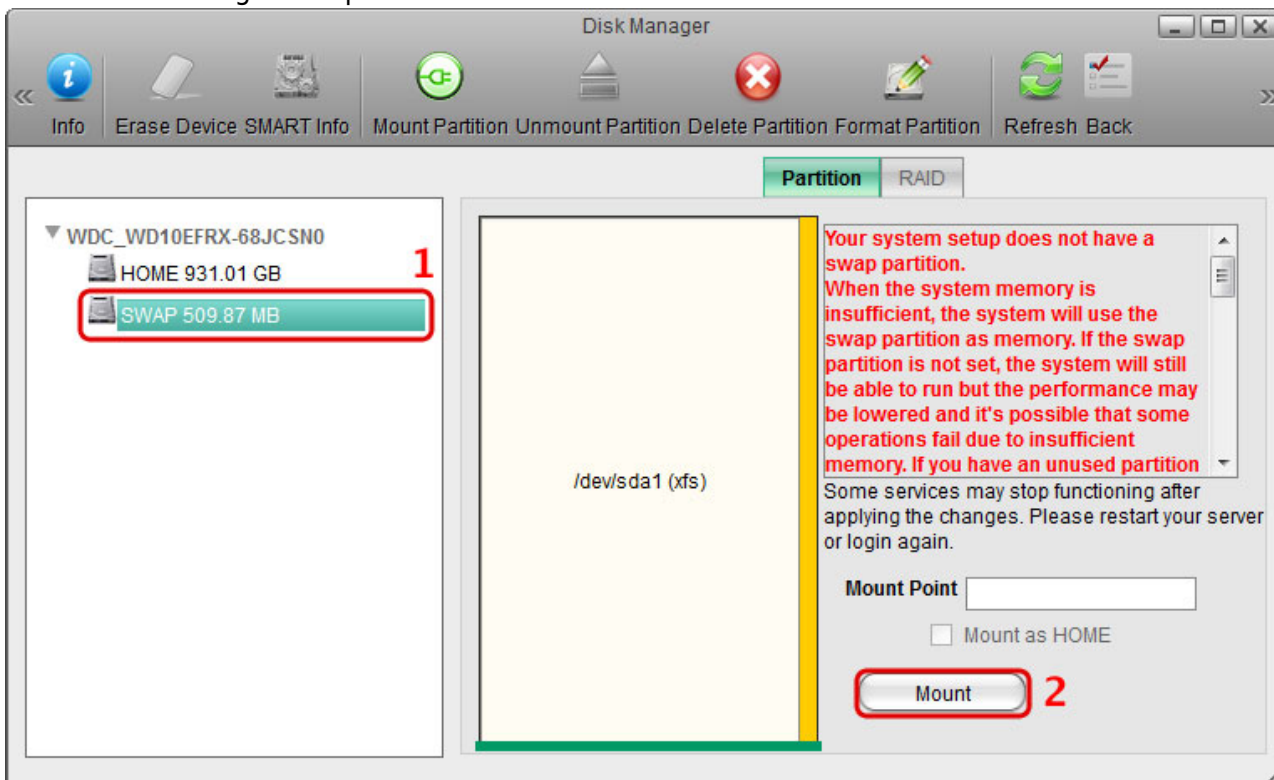 Disk Manager
« Info Erase Device SMART Info Mount Partition Unmount Partition Delete Partition Format Partition Refresh Back »
Partition RAID
WDC_WD10EFRX-68JCSN0
HOME 931.01 GB
1
SWAP 509.87 MB
/dev/sda1 (xfs)
Your system setup does not have a
swap partition.
When the system memory is
insufficient, the system will use the
swap partition as memory. If the swap
partition is not set, the system will still
be able to run but the performance may
be lowered and it's possible that some
operations fail due to insufficient
memory. If you have an unused partition
Some services may stop functioning after
applying the changes. Please restart your server
or login again.
Mount Point
Mount as HOME
Mount 2